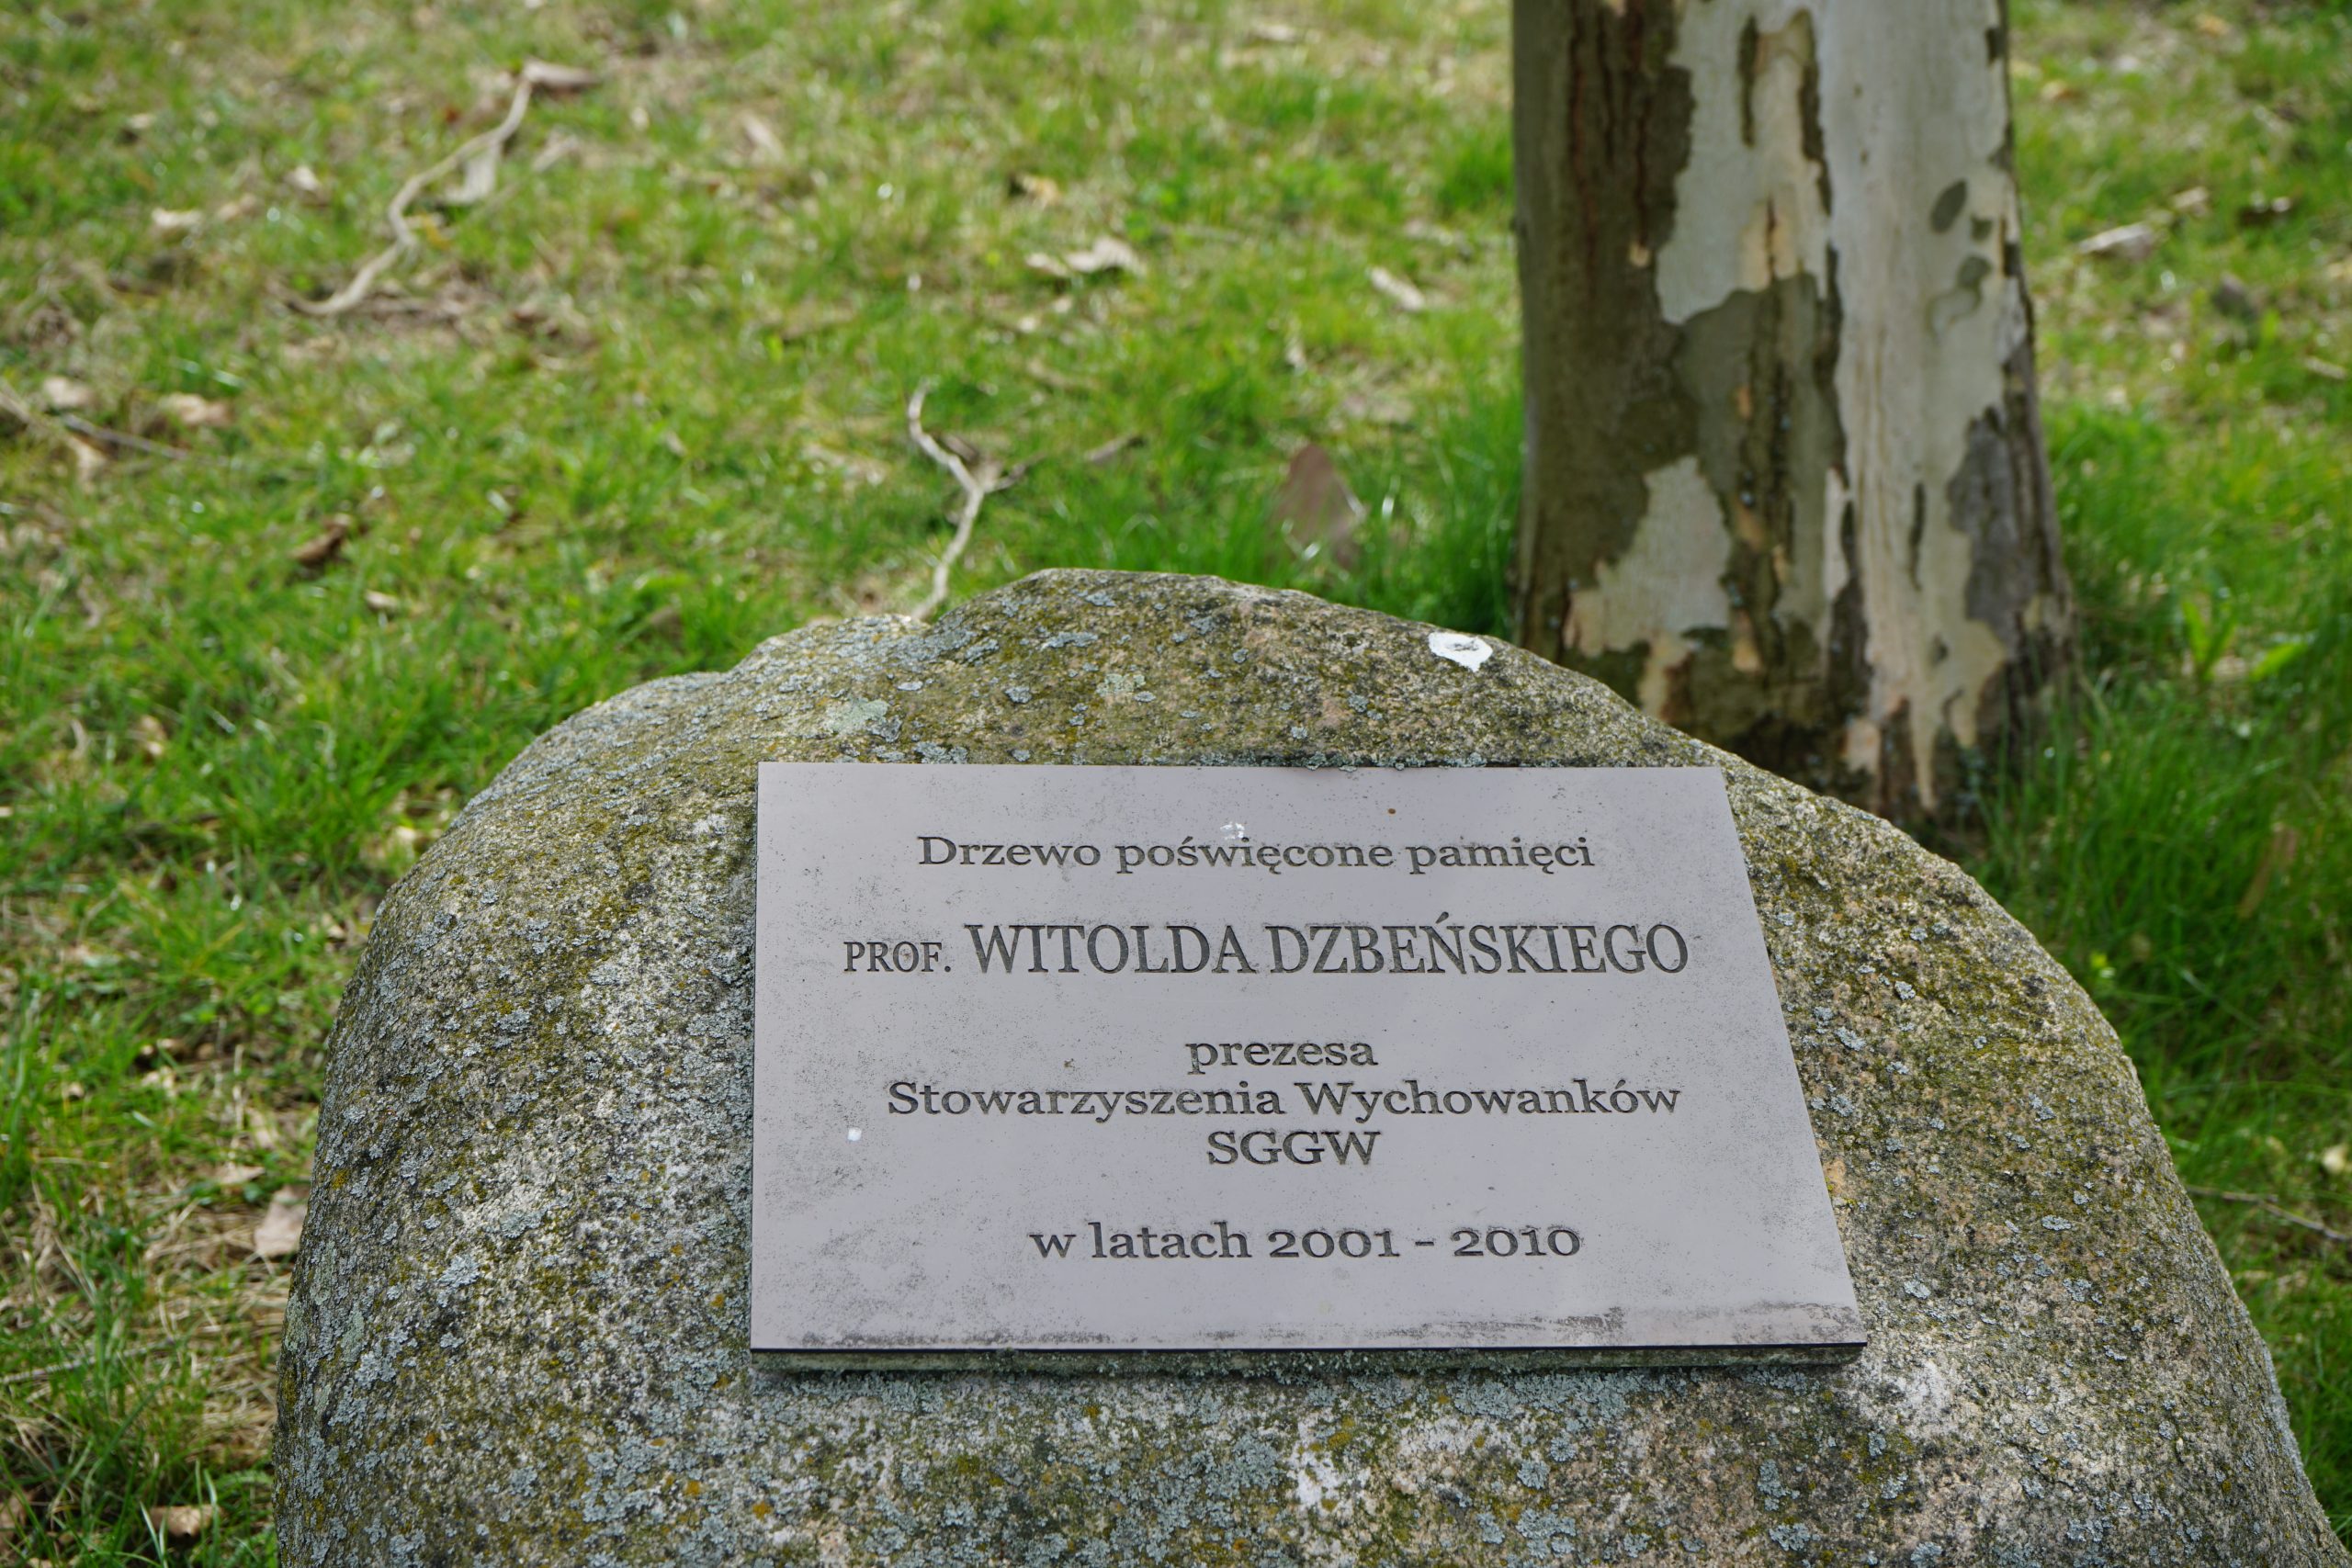 Drzewo poświęcone pamięci
PROF. WITOLDA DZBEŃSKIEGO
prezesa
Stowarzyszenia Wychowanków
SGGW
w latach 2001 - 2010